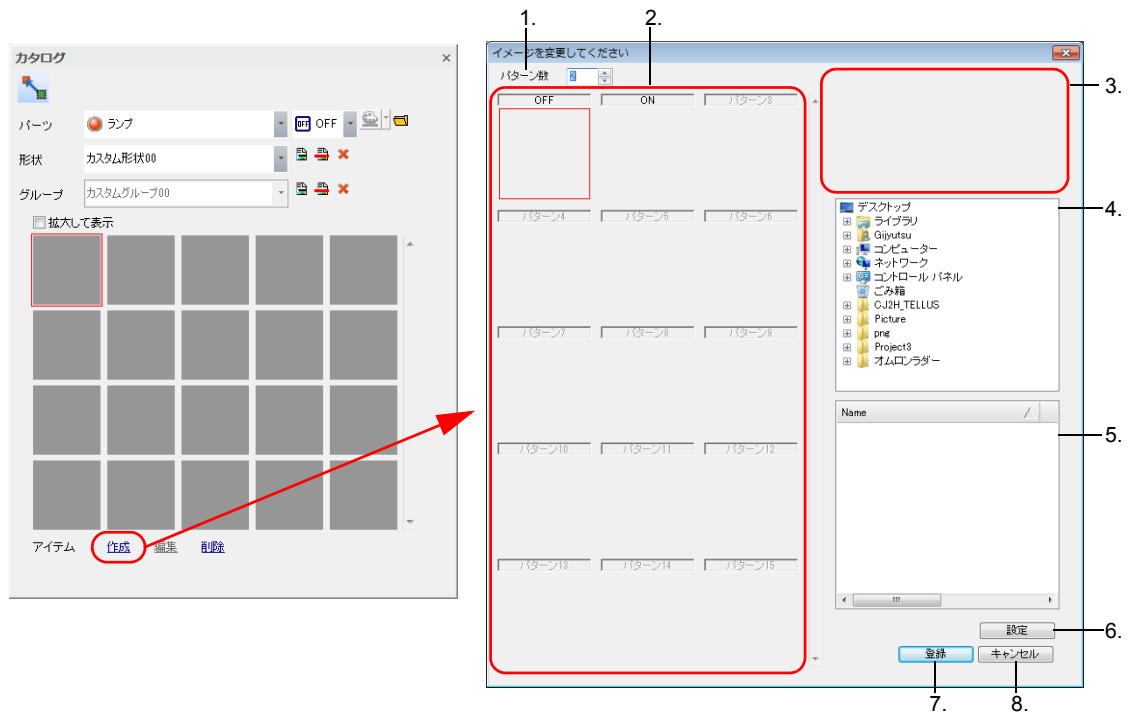 1.
2.
カタログ
パーツ
ランプ
OFF OFF
形状
カスタム形状00
グループ
カスタムグループ00
拡大して表示
アイテム
作成
編集
削除
イメージを変更してください
パターン数
2
OFF
ON
パターン3
パターン4
パターン5
パターン6
パターン7
パターン8
パターン9
パターン10
パターン11
パターン12
パターン13
パターン14
パターン15
3.
4.
デスクトップ
ライブラリ
Gijyutsu
コンピューター
ネットワーク
コントロール パネル
ごみ箱
CJ2H_TELLUS
Picture
png
Project3
オムロンラダー
Name
5.
設定
6.
登録
キャンセル
7.
8.